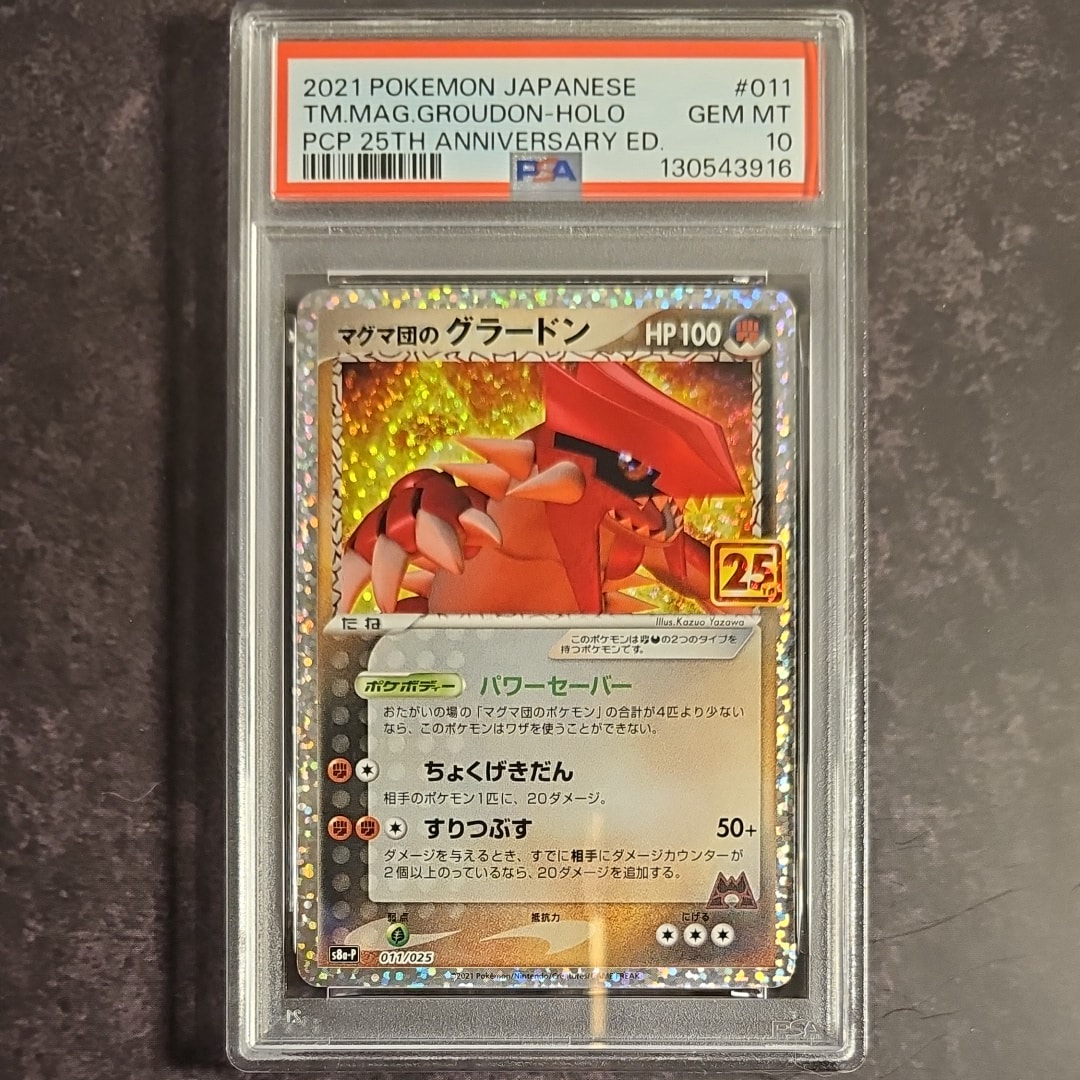 2021 POKEMON JAPANESE #011
TM.MAG.GROUDON-HOLO GEM MT
PCP 25TH ANNIVERSARY ED. 10
PSA 130543916
マグマ団の グラードン HP100
25
たね
Illus.Kazuo Yazawa
このポケモンはの2つのタイプを
持つポケモンです。
ポケボディー パワーセーバー
おたがいの場の「マグマ団のポケモン」の合計が4匹より少ない
なら、このポケモンはワザを使うことができない。
ちょくげきだん
相手のポケモン1匹に、20ダメージ。
すりつぶす 50+
ダメージを与えるとき、すでに相手にダメージカウンターが
2個以上のっているなら、20ダメージを追加する。
弱点 抵抗力 にげる
s8a-P 011/025
2021 Pokémon/Nintendo/Creatures/GAME FREAK
PSA